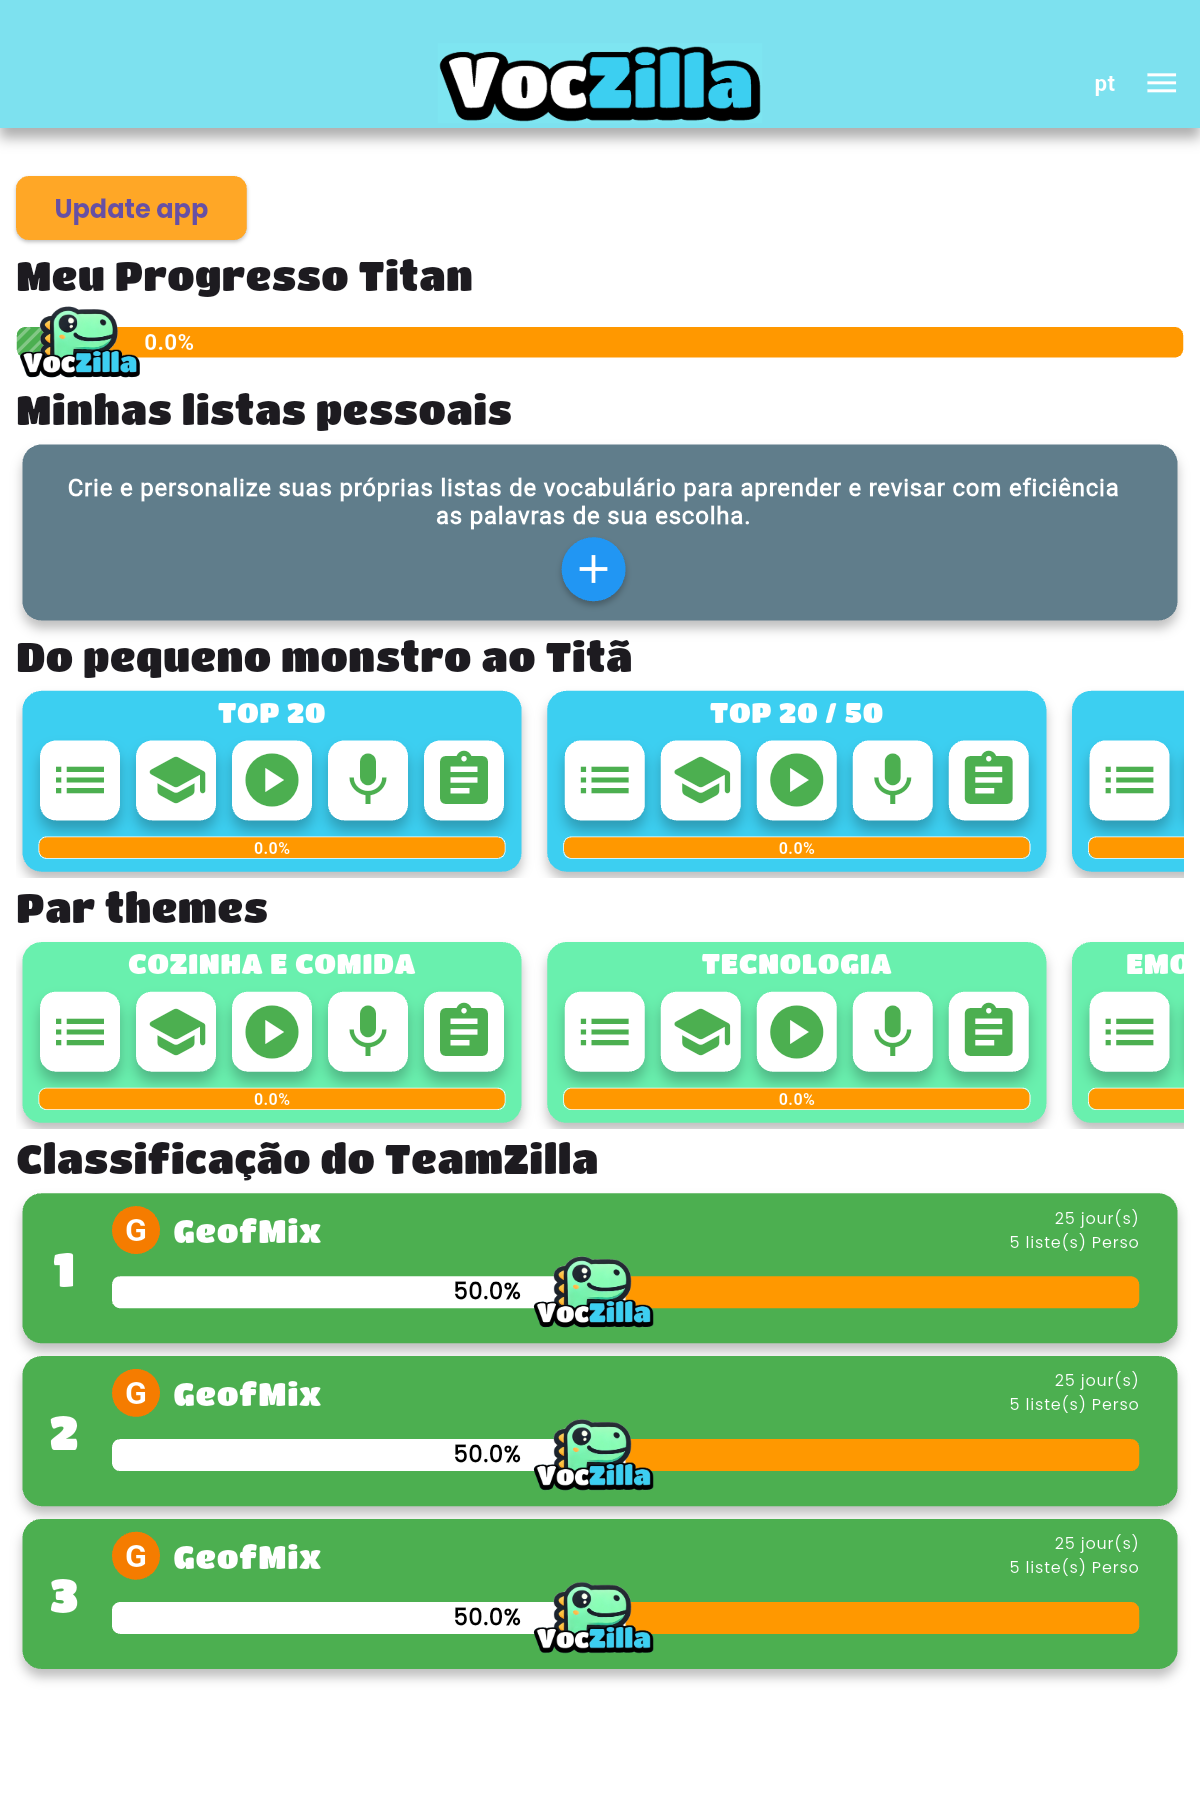 VocZilla
pt
Update app
Meu Progresso Titan
0.0%
VocZilla
Minhas listas pessoais
Crie e personalize suas próprias listas de vocabulário para aprender e revisar com eficiência
as palavras de sua escolha.
Do pequeno monstro ao Titã
TOP 20
TOP 20 / 50
0.0%
0.0%
Par themes
COZINHA E COMIDA
TECNOLOGIA
EMO
0.0%
0.0%
Classificação do TeamZilla
1
G GeofMix
25 jour(s)
5 liste(s) Perso
50.0%
VocZilla
2
G GeofMix
25 jour(s)
5 liste(s) Perso
50.0%
VocZilla
3
G GeofMix
25 jour(s)
5 liste(s) Perso
50.0%
VocZilla